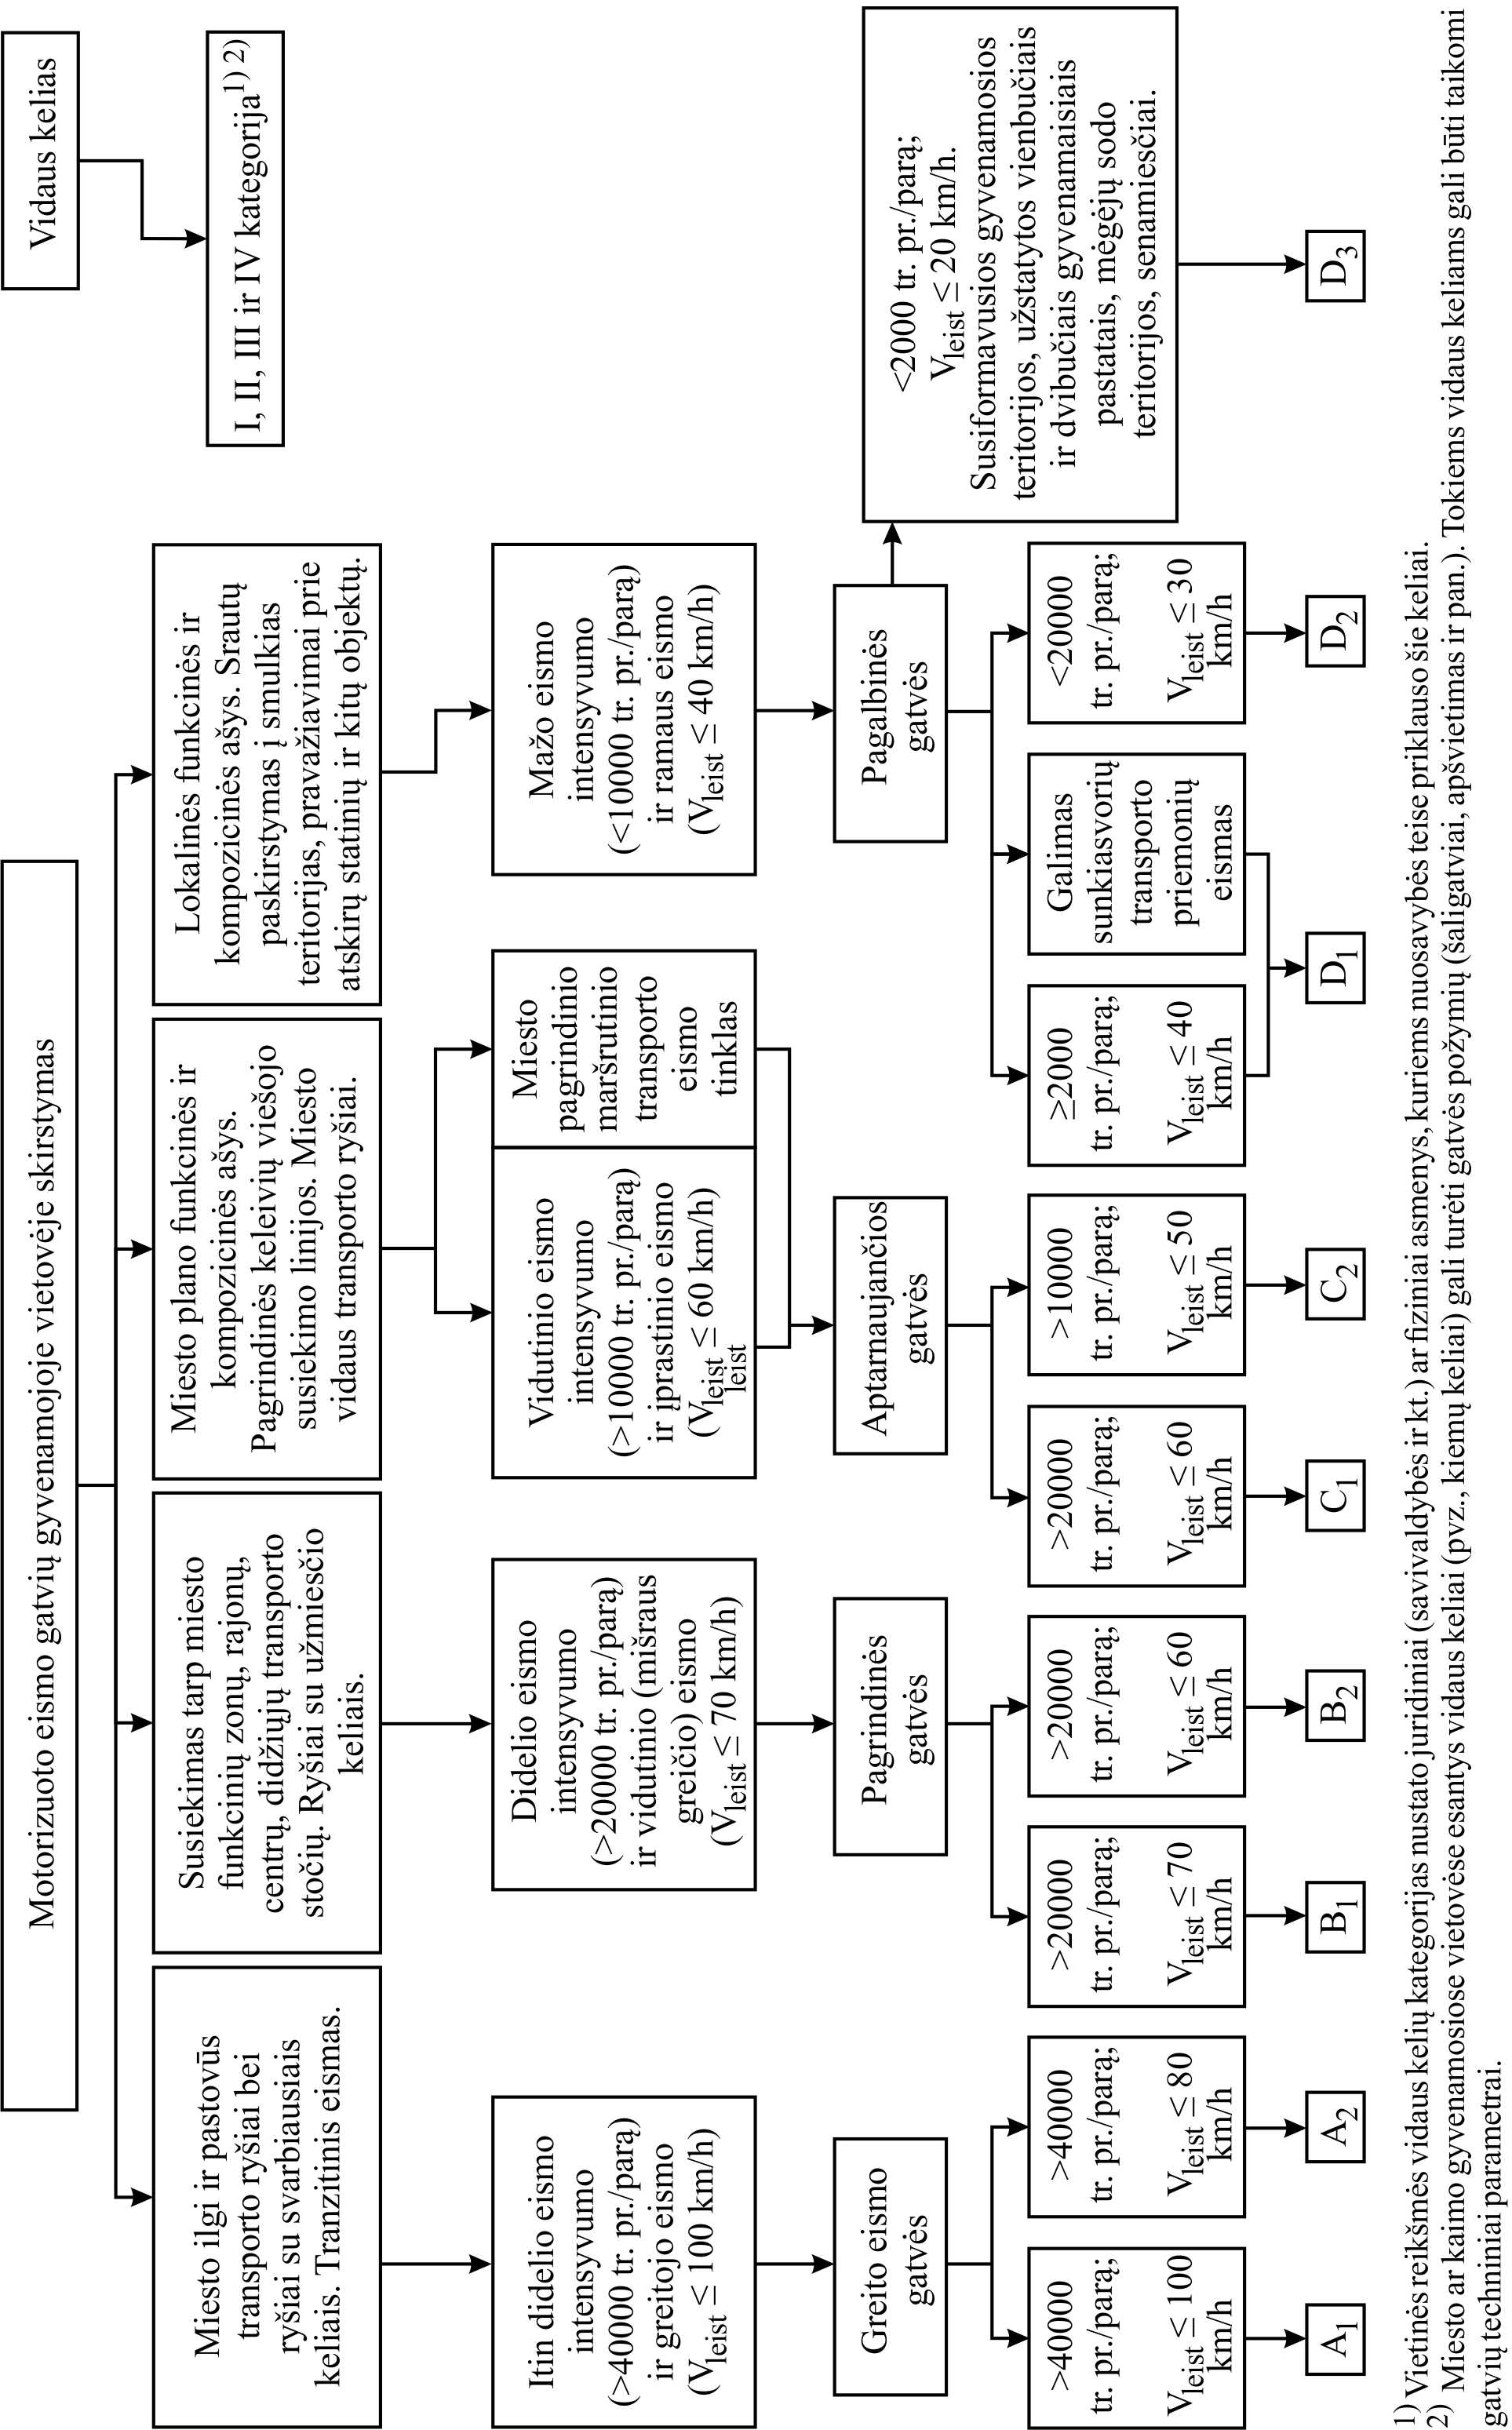 Motorizuoto eismo gatvių gyvenamojoje vietovėje skirstymas
Vidaus kelias
Miesto ilgi ir pastovūs
transporto ryšiai bei
ryšiai su svarbiausiais
keliais. Tranzitinis eismas.
Susiekimas tarp miesto
funkcinių zonų, rajonų,
centrų, didžiųjų transporto
stočių. Ryšiai su užmiesčio
keliais.
Miesto plano funkcinės ir
kompozicinės ašys.
Pagrindinės keleivių viešojo
susiekimo linijos. Miesto
vidaus transporto ryšiai.
Lokalinės funkcinės ir
kompozicinės ašys. Srautų
paskirstymas į smulkias
teritorijas, pravažiavimai prie
atskirų statinių ir kitų objektų.
I, II, III ir IV kategorija1) 2)
Itin didelio eismo
intensyvumo
(>40000 tr. pr./parą)
ir greitojo eismo
(Vleist ≤ 100 km/h)
Didelio eismo
intensyvumo
(>20000 tr. pr./parą)
ir vidutinio (mišraus
greičio) eismo
(Vleist ≤ 70 km/h)
Vidutinio eismo
intensyvumo
(>10000 tr. pr./parą)
ir įprastinio eismo
(Vleist ≤ 60 km/h)
leist
Miesto
pagrindinio
maršrutinio
transporto
eismo
tinklas
Mažo eismo
intensyvumo
(<10000 tr. pr./parą)
ir ramaus eismo
(Vleist ≤ 40 km/h)
Greito eismo
gatvės
Pagrindinės
gatvės
Aptarnaujančios
gatvės
Pagalbinės
gatvės
<2000 tr. pr./parą;
Vleist ≤ 20 km/h.
Susiformavusios gyvenamosios
teritorijos, užstatytos vienbučiais
ir dvibučiais gyvenamaisiais
pastatais, mėgėjų sodo
teritorijos, senamiesčiai.
>40000
tr. pr./parą;
Vleist ≤ 100
km/h
>40000
tr. pr./parą;
Vleist ≤ 80
km/h
>20000
tr. pr./parą;
Vleist ≤ 70
km/h
>20000
tr. pr./parą;
Vleist ≤ 60
km/h
>20000
tr. pr./parą;
Vleist ≤ 60
km/h
>10000
tr. pr./parą;
Vleist ≤ 50
km/h
≥2000
tr. pr./parą;
Vleist ≤ 40
km/h
Galimas
sunkiasvorių
transporto
priemonių
eismas
<20000
tr. pr./parą;
Vleist ≤ 30
km/h
A1
A2
B1
B2
C1
C2
D1
D2
D3
1) Vietinės reikšmės vidaus kelių kategorijas nustato juridiniai (savivaldybės ir kt.) ar fiziniai asmenys, kuriems nuosavybės teise priklauso šie keliai.
2) Miesto ar kaimo gyvenamosiose vietovėse esantys vidaus keliai (pvz., kiemų keliai) gali turėti gatvės požymių (šaligatviai, apšvietimas ir pan.). Tokiems vidaus keliams gali būti taikomi
gatvių techniniai parametrai.